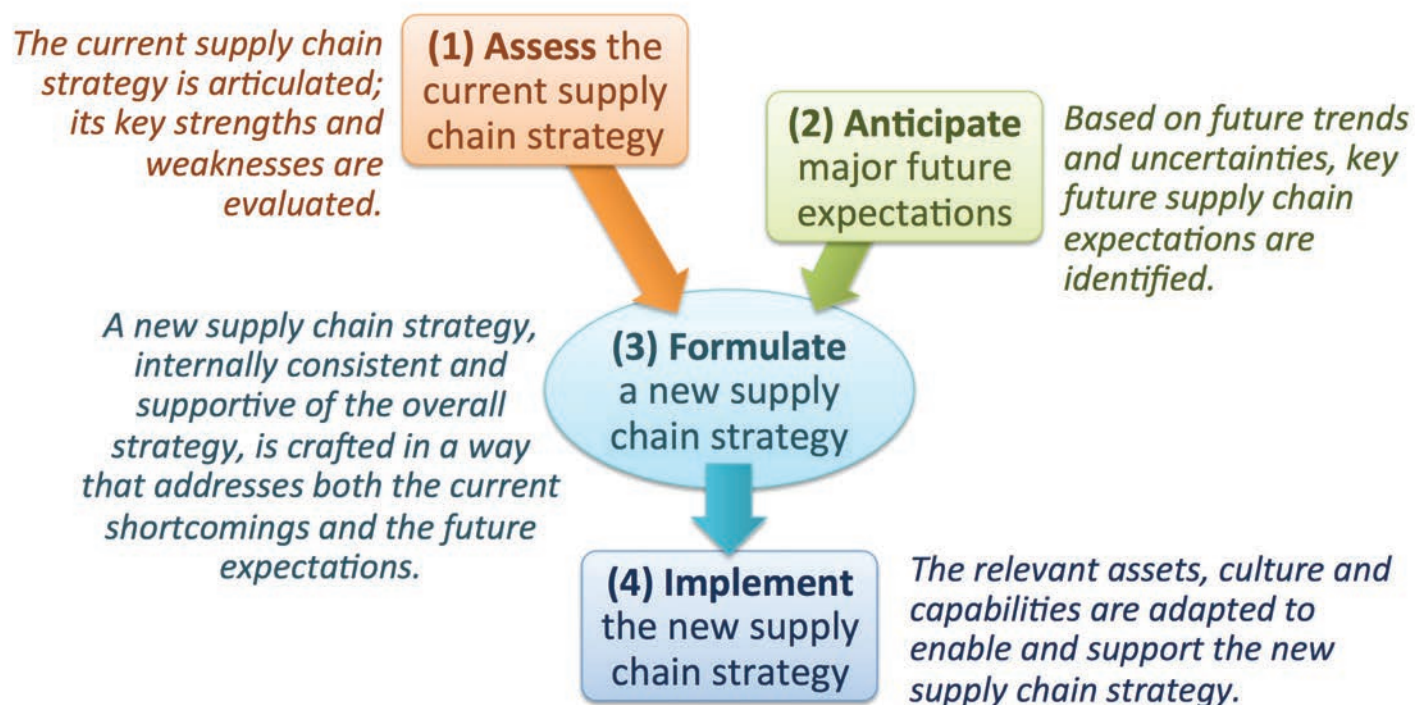 The current supply chain
strategy is articulated;
its key strengths and
weaknesses are
evaluated.
(1) Assess the
current supply
chain strategy
(2) Anticipate
major future
expectations
Based on future trends
and uncertainties, key
future supply chain
expectations are
identified.
A new supply chain strategy,
internally consistent and
supportive of the overall
strategy, is crafted in a way
that addresses both the current
shortcomings and the future
expectations.
(3) Formulate
a new supply
chain strategy
(4) Implement
the new supply
chain strategy
The relevant assets, culture and
capabilities are adapted to
enable and support the new
supply chain strategy.